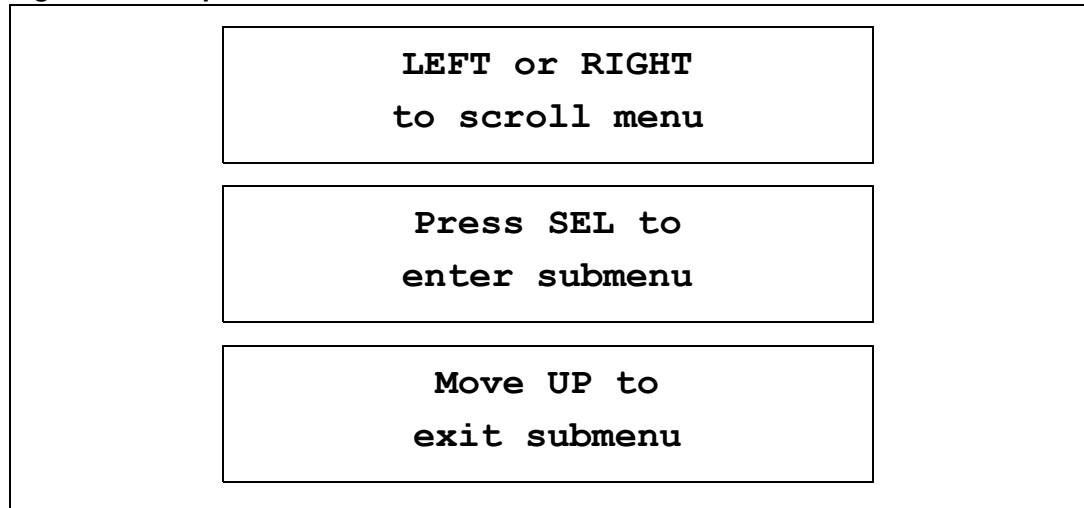 LEFT or RIGHT
to scroll menu
Press SEL to
enter submenu
Move UP to
exit submenu